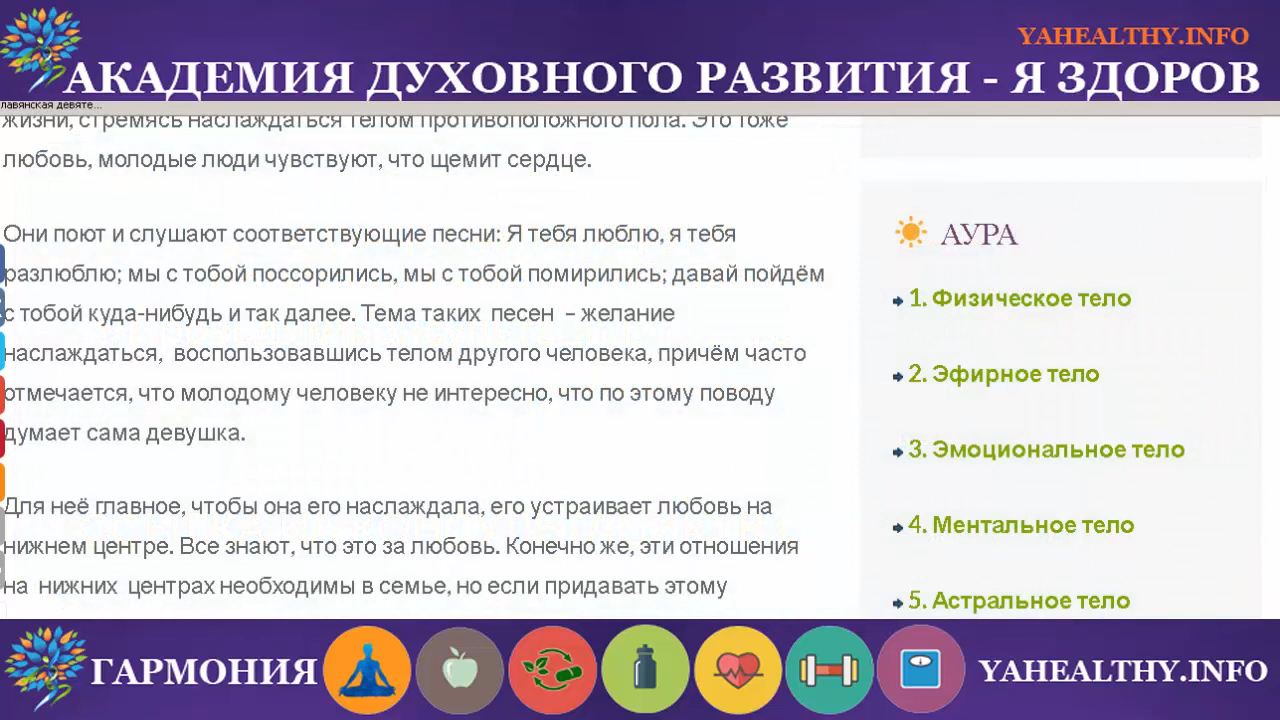 YAHEALTHY.INFO
АКАДЕМИЯ ДУХОВНОГО РАЗВИТИЯ - Я ЗДОРОВ
лавянская девяте...
жизни, стремясь наслаждаться телом противоположного пола. Это тоже
любовь, молодые люди чувствуют, что щемит сердце.
Они поют и слушают соответствующие песни: Я тебя люблю, я тебя
разлюблю; мы с тобой поссорились, мы с тобой помирились; давай пойдём
с тобой куда-нибудь и так далее. Тема таких песен – желание
наслаждаться, воспользовавшись телом другого человека, причём часто
отмечается, что молодому человеку не интересно, что по этому поводу
думает сама девушка.
Для неё главное, чтобы она его наслаждала, его устраивает любовь на
нижнем центре. Все знают, что это за любовь. Конечно же, эти отношения
на нижних центрах необходимы в семье, но если придавать этому
АУРА
1. Физическое тело
2. Эфирное тело
3. Эмоциональное тело
4. Ментальное тело
5. Астральное тело
ГАРМОНИЯ
YAHEALTHY.INFO